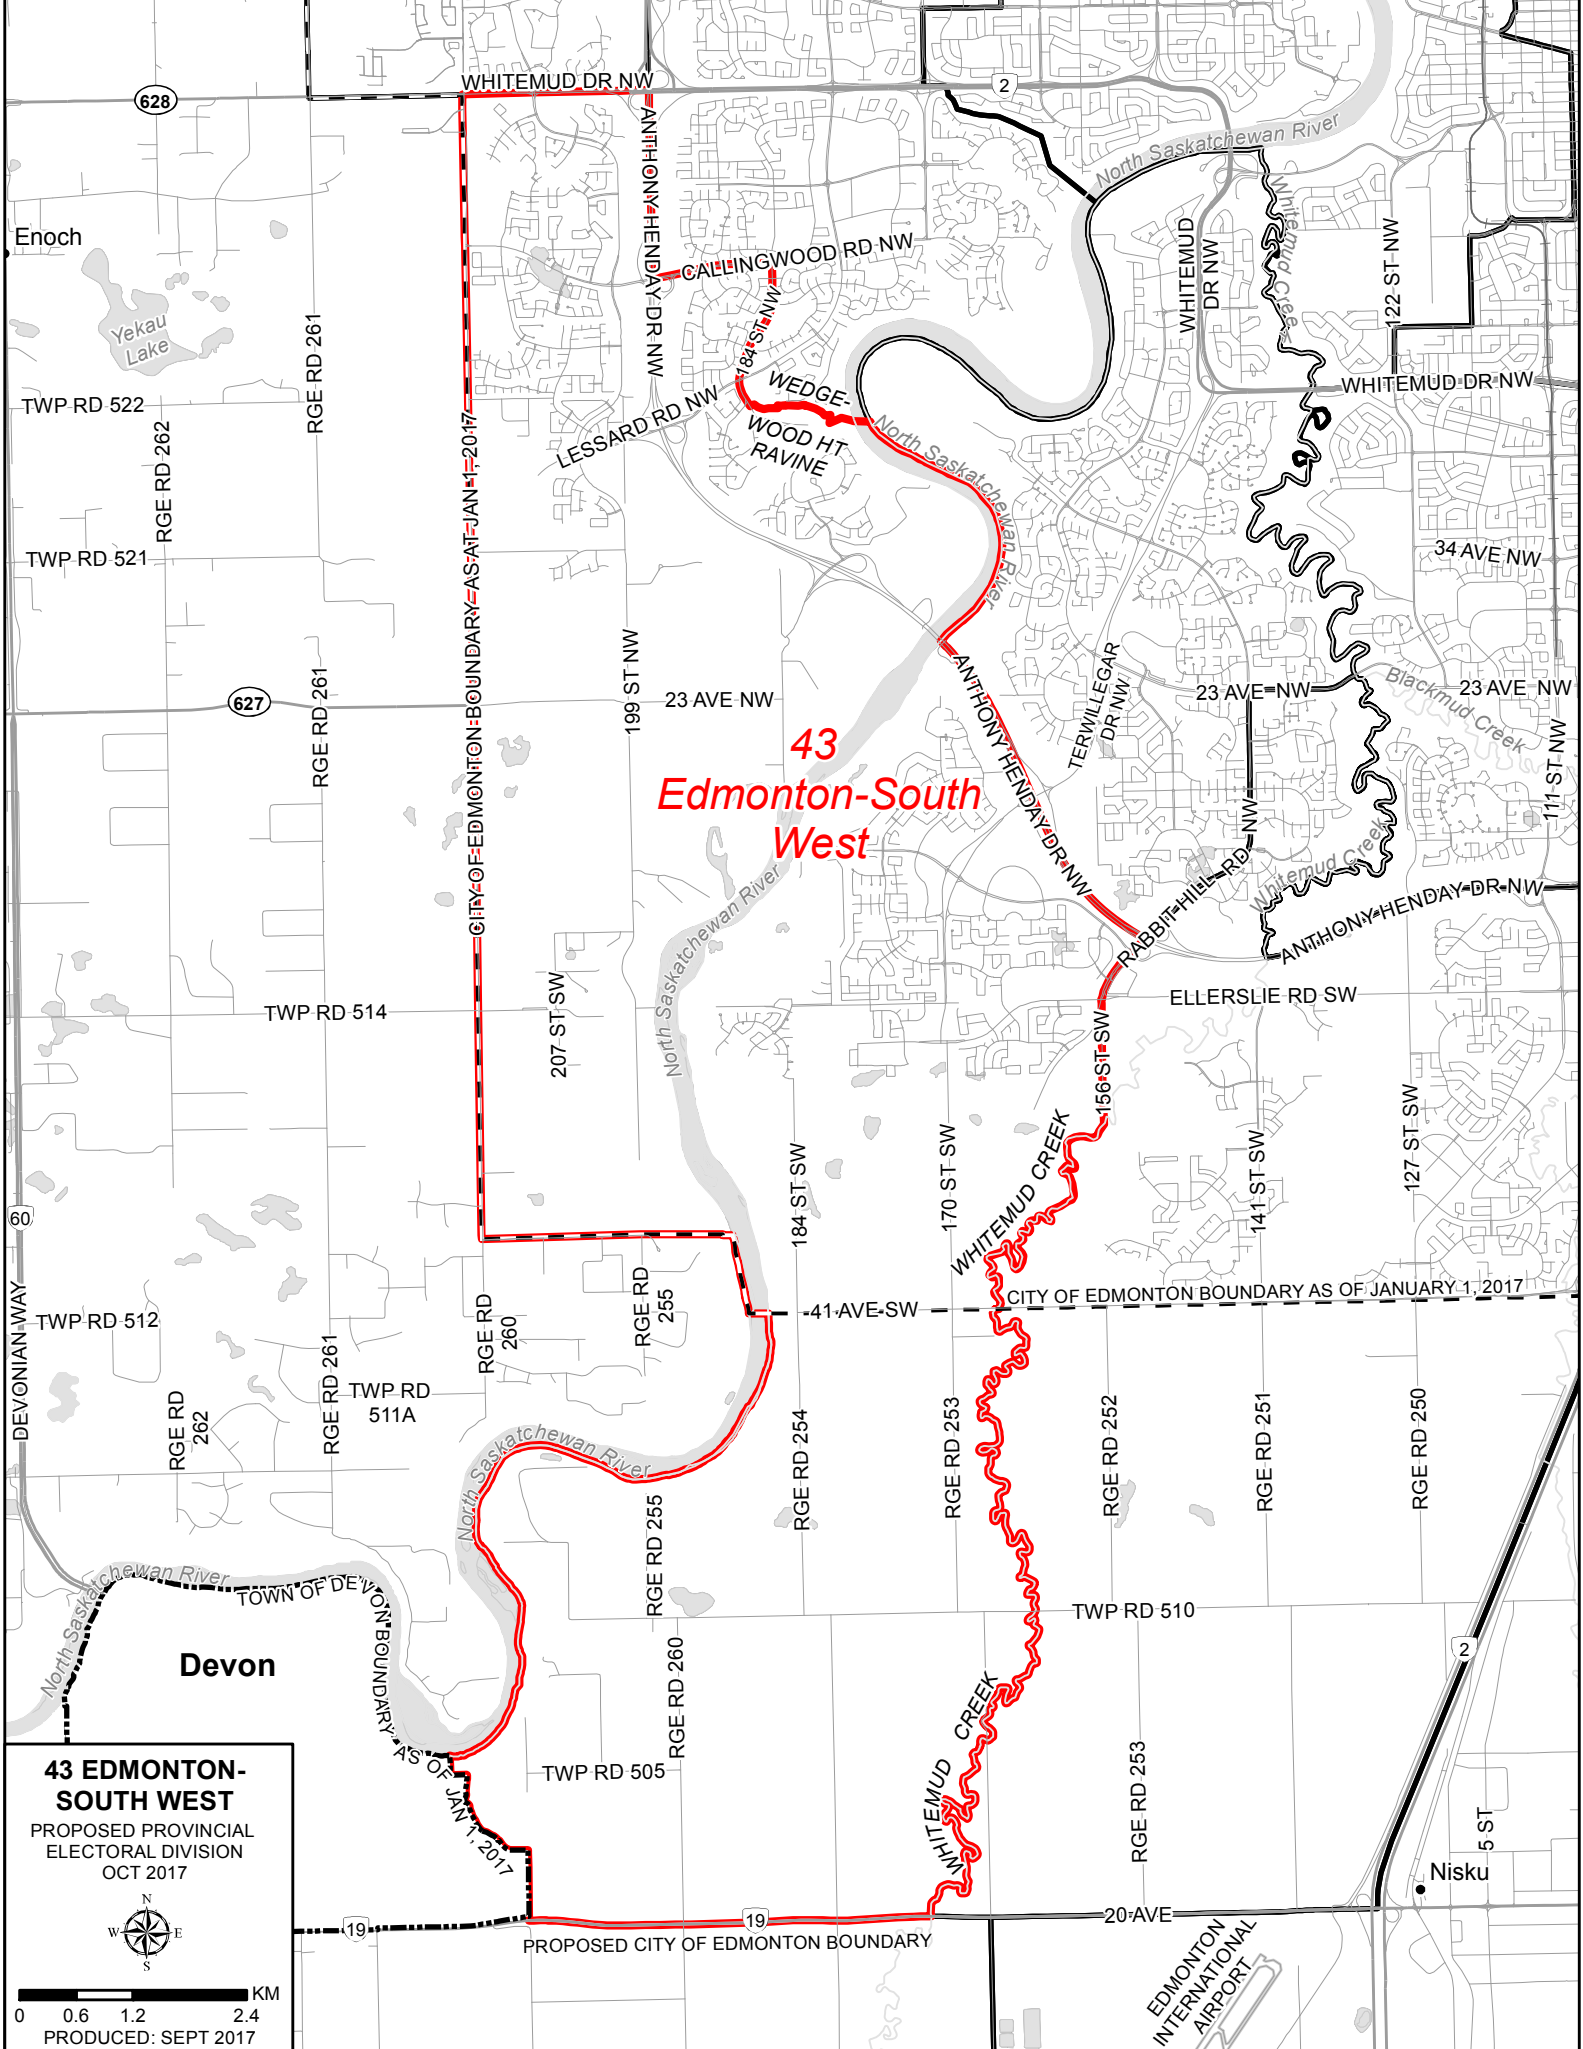 WHITEMUD DR NW
628
2
ANTHONY HENDAY DR NW
North Saskatchewan River
Whitemud Creek
Enoch
CALLINGWOOD RD NW
WHITEMUD
DR NW
122 ST NW
Yekau
Lake
RGE RD 261
184 ST NW
WEDGE-
WOOD HT
RAVINE
WHITEMUD DR NW
TWP RD 522
RGE RD 262
LESSARD RD NW
North Saskatchewan River
CITY OF EDMONTON BOUNDARY AS AT JAN 1, 2017
TWP RD 521
34 AVE NW
199 ST NW
627
RGE RD 261
23 AVE NW
ANTHONY HENDAY DR NW
TERWILLEGAR
DR NW
23 AVE NW
Blackmud Creek
23 AVE NW
111 ST NW
43
Edmonton-South
West
North Saskatchewan River
RABBIT HILL RD NW
Whitemud Creek
ANTHONY HENDAY DR NW
TWP RD 514
207 ST SW
ELLERSLIE RD SW
156 ST SW
184 ST SW
170 ST SW
WHITEMUD CREEK
141 ST SW
127 ST SW
60
DEVONIAN WAY
TWP RD 512
RGE RD
260
RGE RD
255
41 AVE SW
CITY OF EDMONTON BOUNDARY AS OF JANUARY 1, 2017
RGE RD
262
RGE RD 261
TWP RD
511A
RGE RD 254
RGE RD 253
RGE RD 252
RGE RD 251
RGE RD 250
North Saskatchewan River
RGE RD 255
North Saskatchewan River
TOWN OF DEVON BOUNDARY AS OF JAN 1, 2017
TWP RD 510
Devon
RGE RD 260
WHITEMUD CREEK
2
TWP RD 505
RGE RD 253
5 ST
Nisku
19
19
20 AVE
PROPOSED CITY OF EDMONTON BOUNDARY
EDMONTON
INTERNATIONAL
AIRPORT
43 EDMONTON-
SOUTH WEST
PROPOSED PROVINCIAL
ELECTORAL DIVISION
OCT 2017
N
W E
S
KM
0 0.6 1.2 2.4
PRODUCED: SEPT 2017